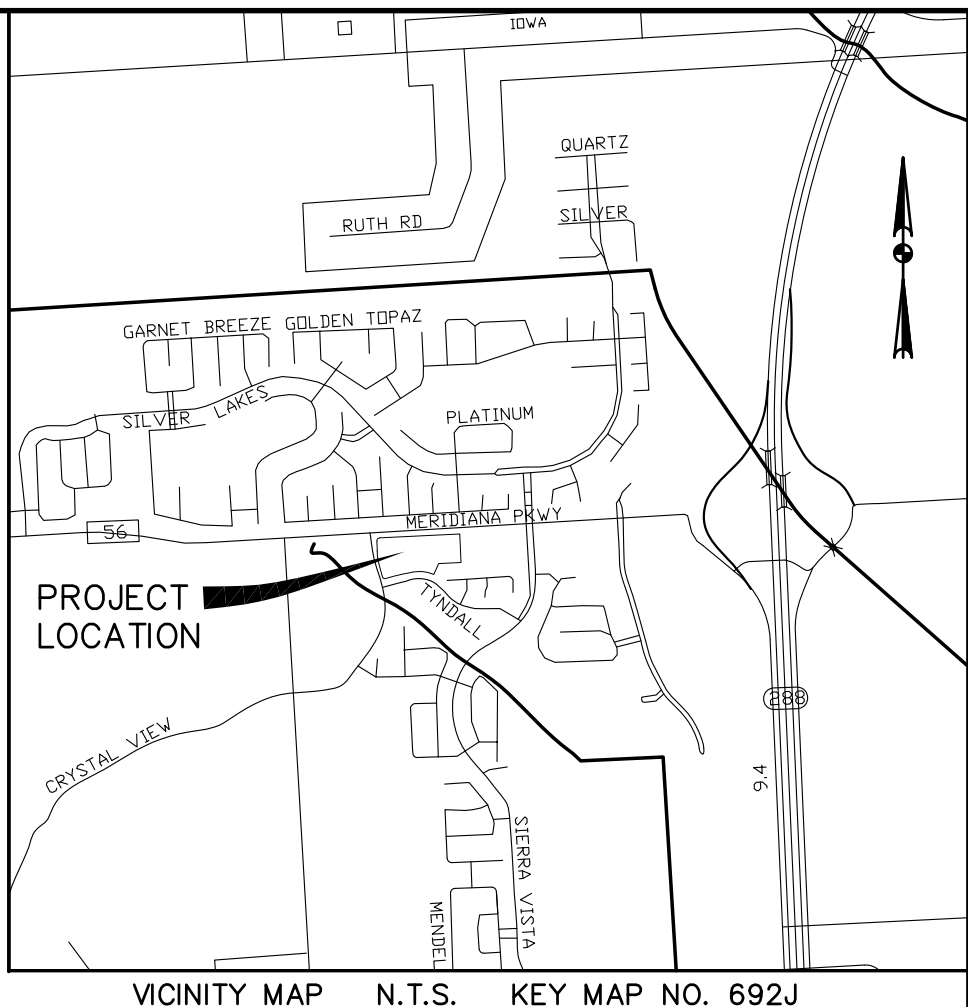 IOWA
QUARTZ
RUTH RD
SILVER
GARNET BREEZE GOLDEN TOPAZ
SILVER LAKES
PLATINUM
56
MERIDIANA PKWY
PROJECT
LOCATION
TYNDALL
288
CRYSTAL VIEW
9.4
SIERRA VISTA
MENDEL
VICINITY MAP N.T.S. KEY MAP NO. 692J